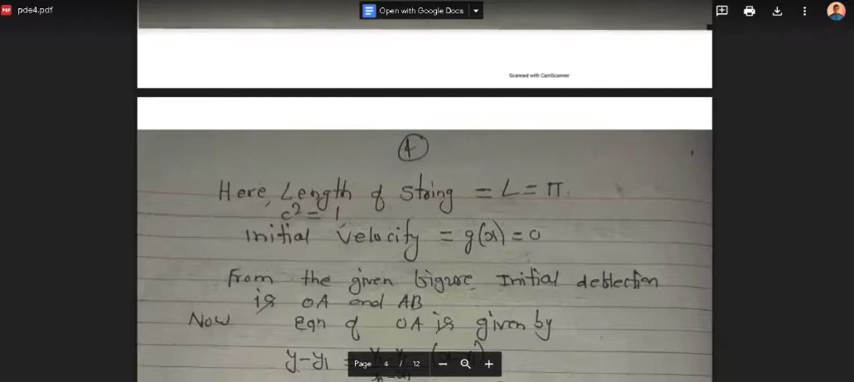 pde4.pdf
Open with Google Docs
Scanned with CamScanner
4
Here, Length of string = L = π.
c² = 1
Initial Velocity = g(x) = 0
From the given figure Initial deflection
is OA and AB
Now eqn of OA is given by
y-y₁ =
Page 4 / 12